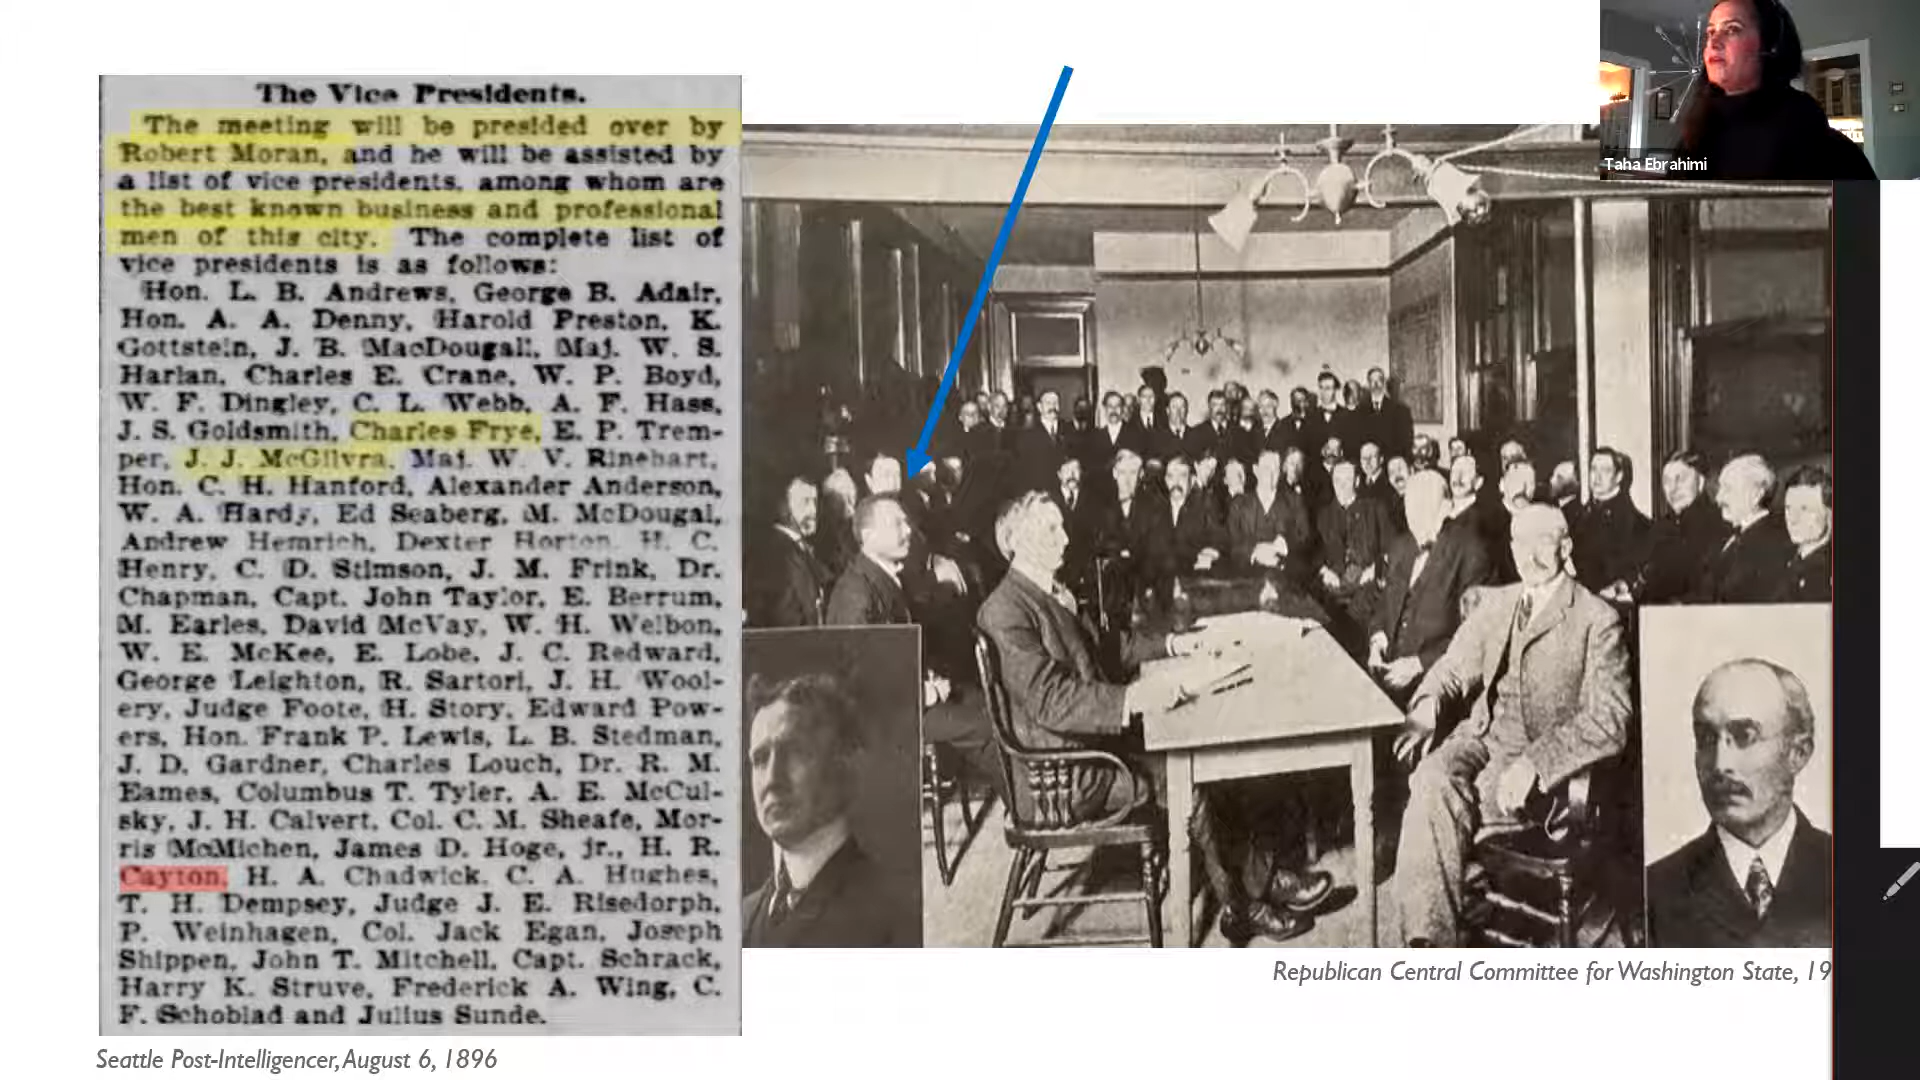 The Vice Presidents.
The meeting will be presided over by
Robert Moran, and he will be assisted by
a list of vice presidents, among whom are
the best known business and professional
men of this city. The complete list of
vice presidents is as follows:
Hon. L. B. Andrews, George B. Adair,
Hon. A. A. Denny, Harold Preston, K.
Gottstein, J. B. MacDougall, Maj. W. S.
Harlan, Charles E. Crane, W. P. Boyd,
W. F. Dingley, C. L. Webb, A. F. Hass,
J. S. Goldsmith, Charles Frye, E. P. Trem-
per, J. J. McGilvra, Maj. W. V. Rinehart,
Hon. C. H. Hanford, Alexander Anderson,
W. A. Hardy, Ed Seaberg, M. McDougal,
Andrew Hemrich, Dexter Horton, H. C.
Henry, C. D. Stimson, J. M. Frink, Dr.
Chapman, Capt. John Taylor, E. Berrum,
M. Earles, David McVay, W. H. Welbon,
W. E. McKee, E. Lobe, J. C. Redward,
George Leighton, R. Sartori, J. H. Wool-
ery, Judge Foote, H. Story, Edward Pow-
ers, Hon. Frank P. Lewis, L. B. Stedman,
J. D. Gardner, Charles Louch, Dr. R. M.
Eames, Columbus T. Tyler, A. E. McCul-
sky, J. H. Calvert, Col. C. M. Sheafe, Mor-
ris McMichen, James D. Hoge, jr., H. R.
Cayton, H. A. Chadwick, C. A. Hughes,
T. H. Dempsey, Judge J. E. Risedorph,
P. Weinhagen, Col. Jack Egan, Joseph
Shippen, John T. Mitchell, Capt. Schrack,
Harry K. Struve, Frederick A. Wing, C.
F. Schoblad and Julius Sunde.
Seattle Post-Intelligencer, August 6, 1896
Republican Central Committee for Washington State, 19
Taha Ebrahimi